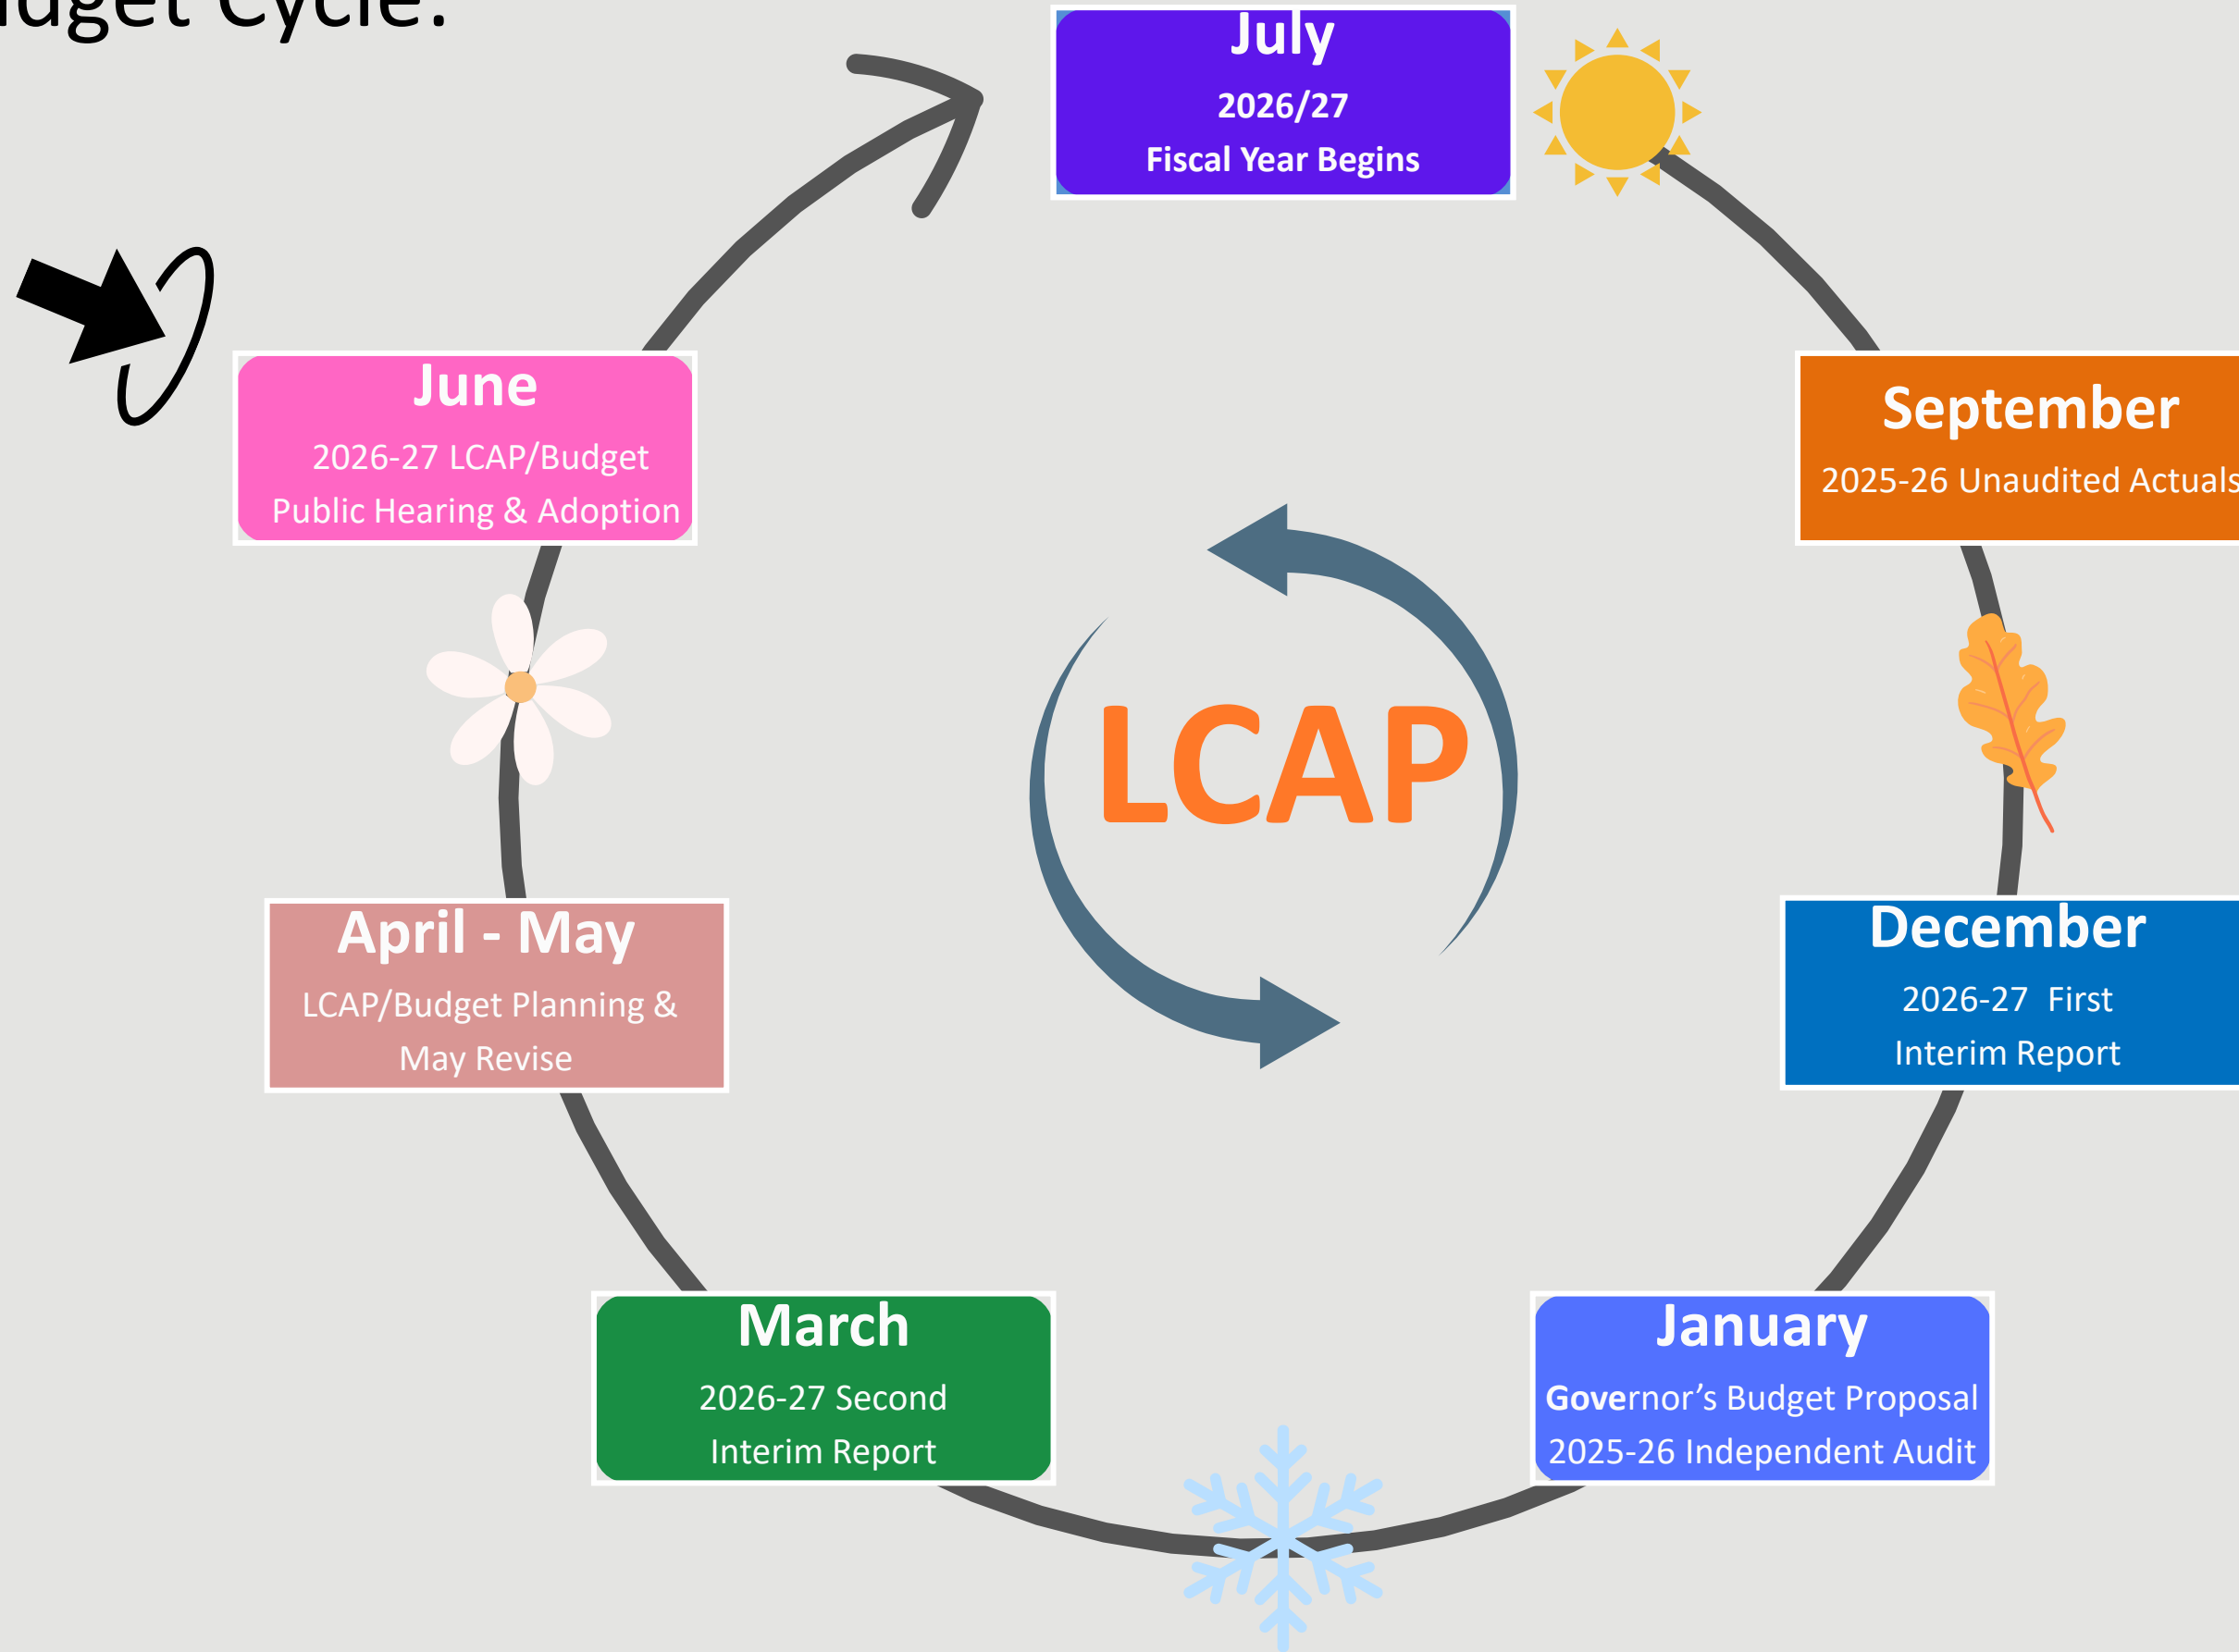 udget Cycle:
July
2026/27
Fiscal Year Begins
June
2026-27 LCAP/Budget
Public Hearing & Adoption
September
2025-26 Unaudited Actuals
LCAP
April - May
LCAP/Budget Planning &
May Revise
December
2026-27 First
Interim Report
March
2026-27 Second
Interim Report
January
Governor’s Budget Proposal
2025-26 Independent Audit